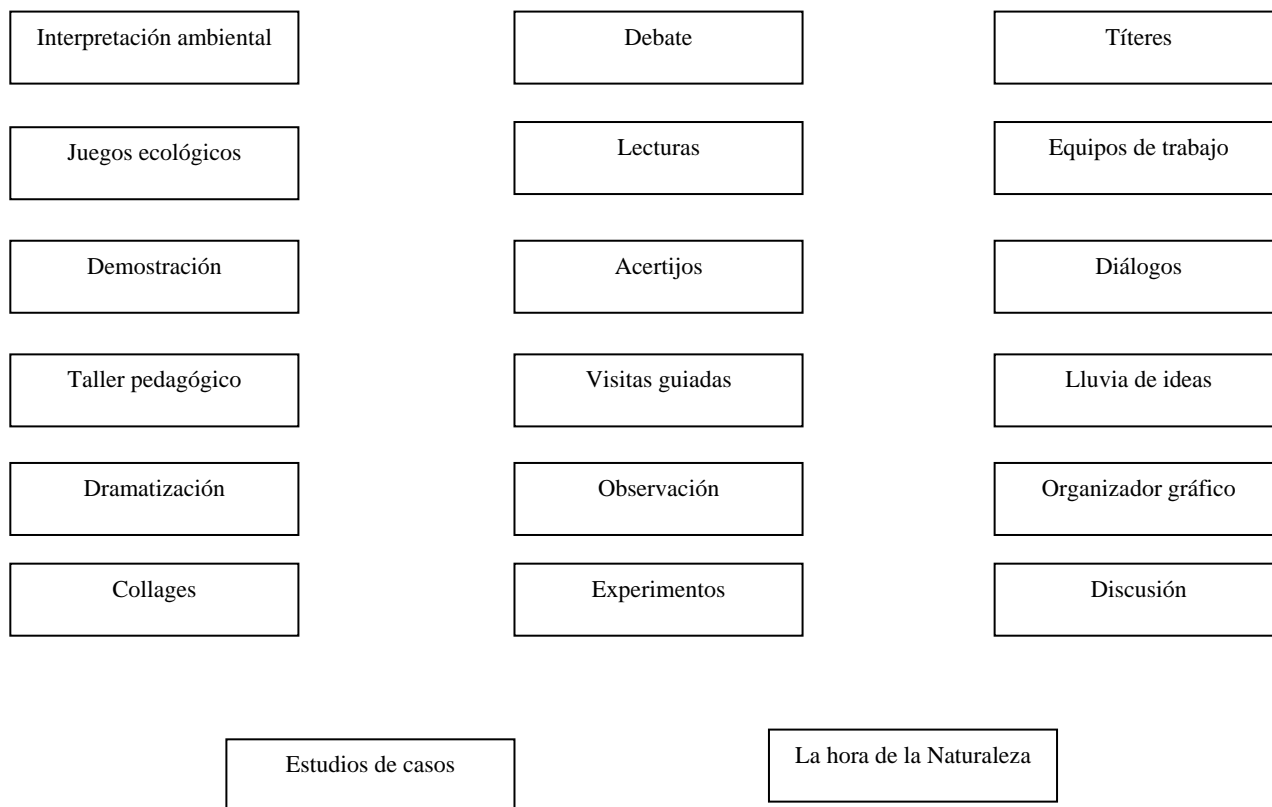 Interpretación ambiental
Debate
Títeres
Juegos ecológicos
Lecturas
Equipos de trabajo
Demostración
Acertijos
Diálogos
Taller pedagógico
Visitas guiadas
Lluvia de ideas
Dramatización
Observación
Organizador gráfico
Collages
Experimentos
Discusión
Estudios de casos
La hora de la Naturaleza